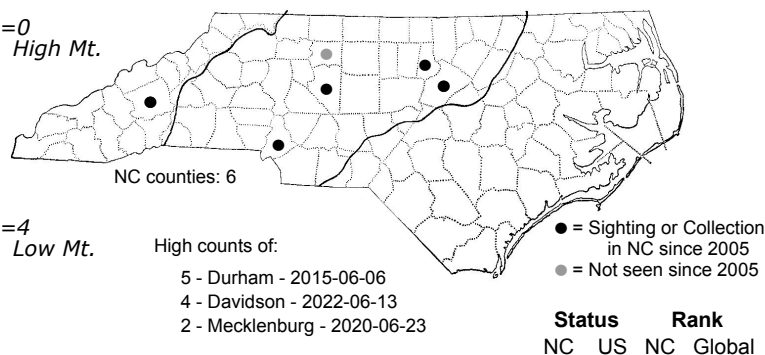 =0
High Mt.
NC counties: 6
=4
Low Mt.
High counts of:
5 - Durham - 2015-06-06
4 - Davidson - 2022-06-13
2 - Mecklenburg - 2020-06-23
= Sighting or Collection
in NC since 2005
= Not seen since 2005
Status Rank
NC US NC Global